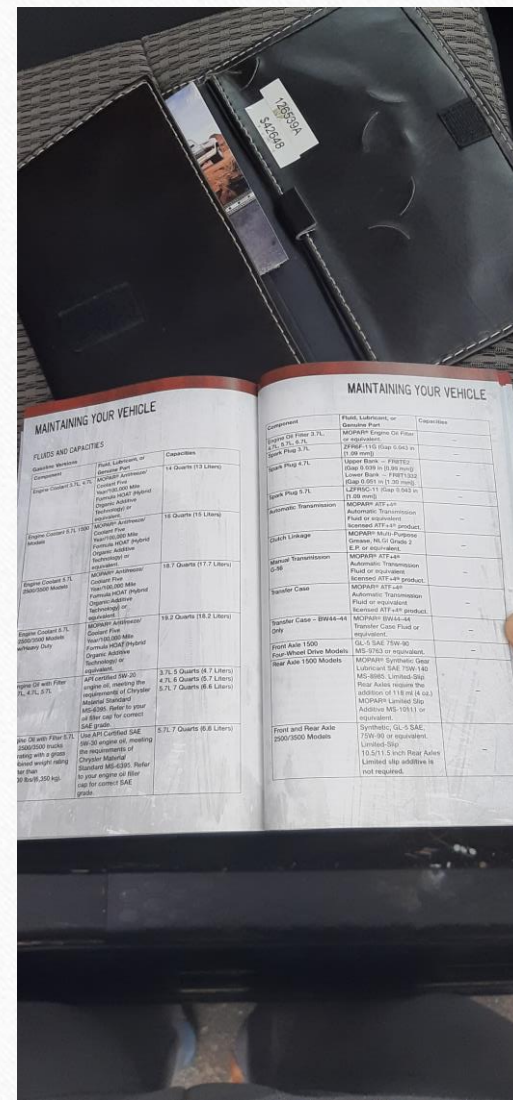 126539A
$42648
MAINTAINING YOUR VEHICLE
FLUIDS AND CAPACITIES
Gasoline Versions
Component
Fluid, Lubricant, or
Genuine Part
Capacities
Engine Coolant 3.7L, 4.7L
MOPAR® Antifreeze/
Coolant Five
Year/100,000 Mile
Formula HOAT (Hybrid
Organic Additive
Technology) or
equivalent.
14 Quarts (13 Liters)
Engine Coolant 5.7L 1500
Models
MOPAR® Antifreeze/
Coolant Five
Year/100,000 Mile
Formula HOAT (Hybrid
Organic Additive
Technology) or
equivalent.
16 Quarts (15 Liters)
Engine Coolant 5.7L
2500/3500 Models
MOPAR® Antifreeze/
Coolant Five
Year/100,000 Mile
Formula HOAT (Hybrid
Organic Additive
Technology) or
equivalent.
18.7 Quarts (17.7 Liters)
Engine Coolant 5.7L
2500/3500 Models
w/Heavy Duty
MOPAR® Antifreeze/
Coolant Five
Year/100,000 Mile
Formula HOAT (Hybrid
Organic Additive
Technology) or
equivalent.
19.2 Quarts (18.2 Liters)
Engine Oil with Filter
7L, 4.7L, 5.7L
API certified 5W-20
engine oil, meeting
the requirements of Chrysler
Material Standard
MS-6395. Refer to your
oil filler cap for correct
SAE grade.
3.7L 5 Quarts (4.7 Liters)
4.7L 6 Quarts (5.7 Liters)
5.7L 7 Quarts (6.6 Liters)
gine Oil with Filter 5.7L
2500/3500 trucks
rating with a gross
bined weight rating
ter than
00 lbs(6,350 kg).
Use API Certified SAE
5W-30 engine oil, meeting
the requirements of
Chrysler Material
Standard MS-6395. Refer
to your engine oil filler
cap for correct SAE
grade.
5.7L 7 Quarts (6.6 Liters)
MAINTAINING YOUR VEHICLE
Component
Fluid, Lubricant, or
Genuine Part
Capacities
Engine Oil Filter 3.7L,
4.7L, 5.7L, 6.7L
MOPAR® Engine Oil Filter
or equivalent.
Spark Plug 3.7L
ZFR6F-11G (Gap 0.043 in
[1.09 mm])
–
Spark Plug 4.7L
Upper Bank – FR8TE2
(Gap 0.039 in [0.99 mm])
Lower Bank – FR8T1332
(Gap 0.051 in [1.30 mm]).
–
Spark Plug 5.7L
LZFR5C-11 (Gap 0.043 in
[1.09 mm])
–
Automatic Transmission
MOPAR® ATF+4®
Automatic Transmission
Fluid or equivalent
licensed ATF+4® product.
–
Clutch Linkage
MOPAR® Multi-Purpose
Grease, NLGI Grade 2
E.P. or equivalent.
–
Manual Transmission
G-56
MOPAR® ATF+4®
Automatic Transmission
Fluid or equivalent
licensed ATF+4® product.
–
Transfer Case
MOPAR® ATF+4®
Automatic Transmission
Fluid or equivalent
licensed ATF+4® product.
–
Transfer Case – BW44–44
Only
MOPAR® BW44–44
Transfer Case Fluid or
equivalent.
–
Front Axle 1500
Four-Wheel Drive Models
GL-5 SAE 75W-90
MS-9763 or equivalent.
–
Rear Axle 1500 Models
MOPAR® Synthetic Gear
Lubricant SAE 75W-140
MS-8985. Limited-Slip
Rear Axles require the
addition of 118 ml (4 oz.)
MOPAR® Limited Slip
Additive MS-10111 or
equivalent.
–
Front and Rear Axle
2500/3500 Models
Synthetic, GL-5 SAE,
75W-90 or equivalent.
Limited-Slip
10.5/11.5 inch Rear Axles
Limited slip additive is
not required.
–